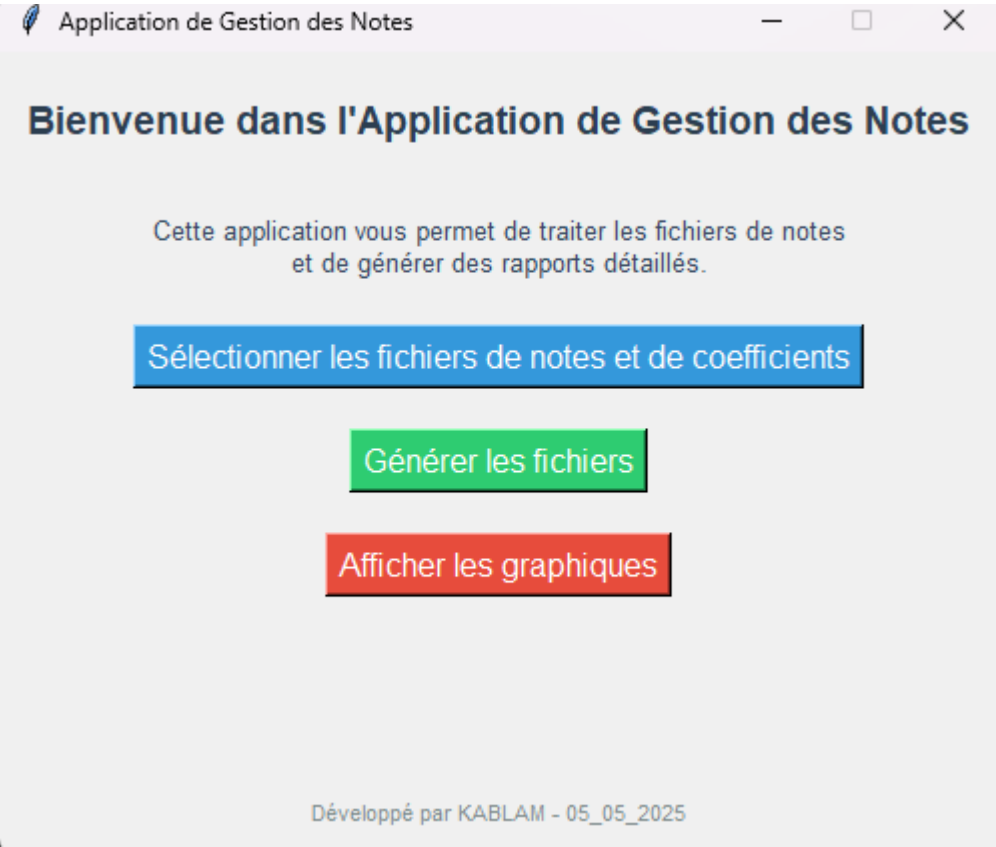 Application de Gestion des Notes
Bienvenue dans l'Application de Gestion des Notes
Cette application vous permet de traiter les fichiers de notes
et de générer des rapports détaillés.
Sélectionner les fichiers de notes et de coefficients
Générer les fichiers
Afficher les graphiques
Développé par KABLAM - 05_05_2025